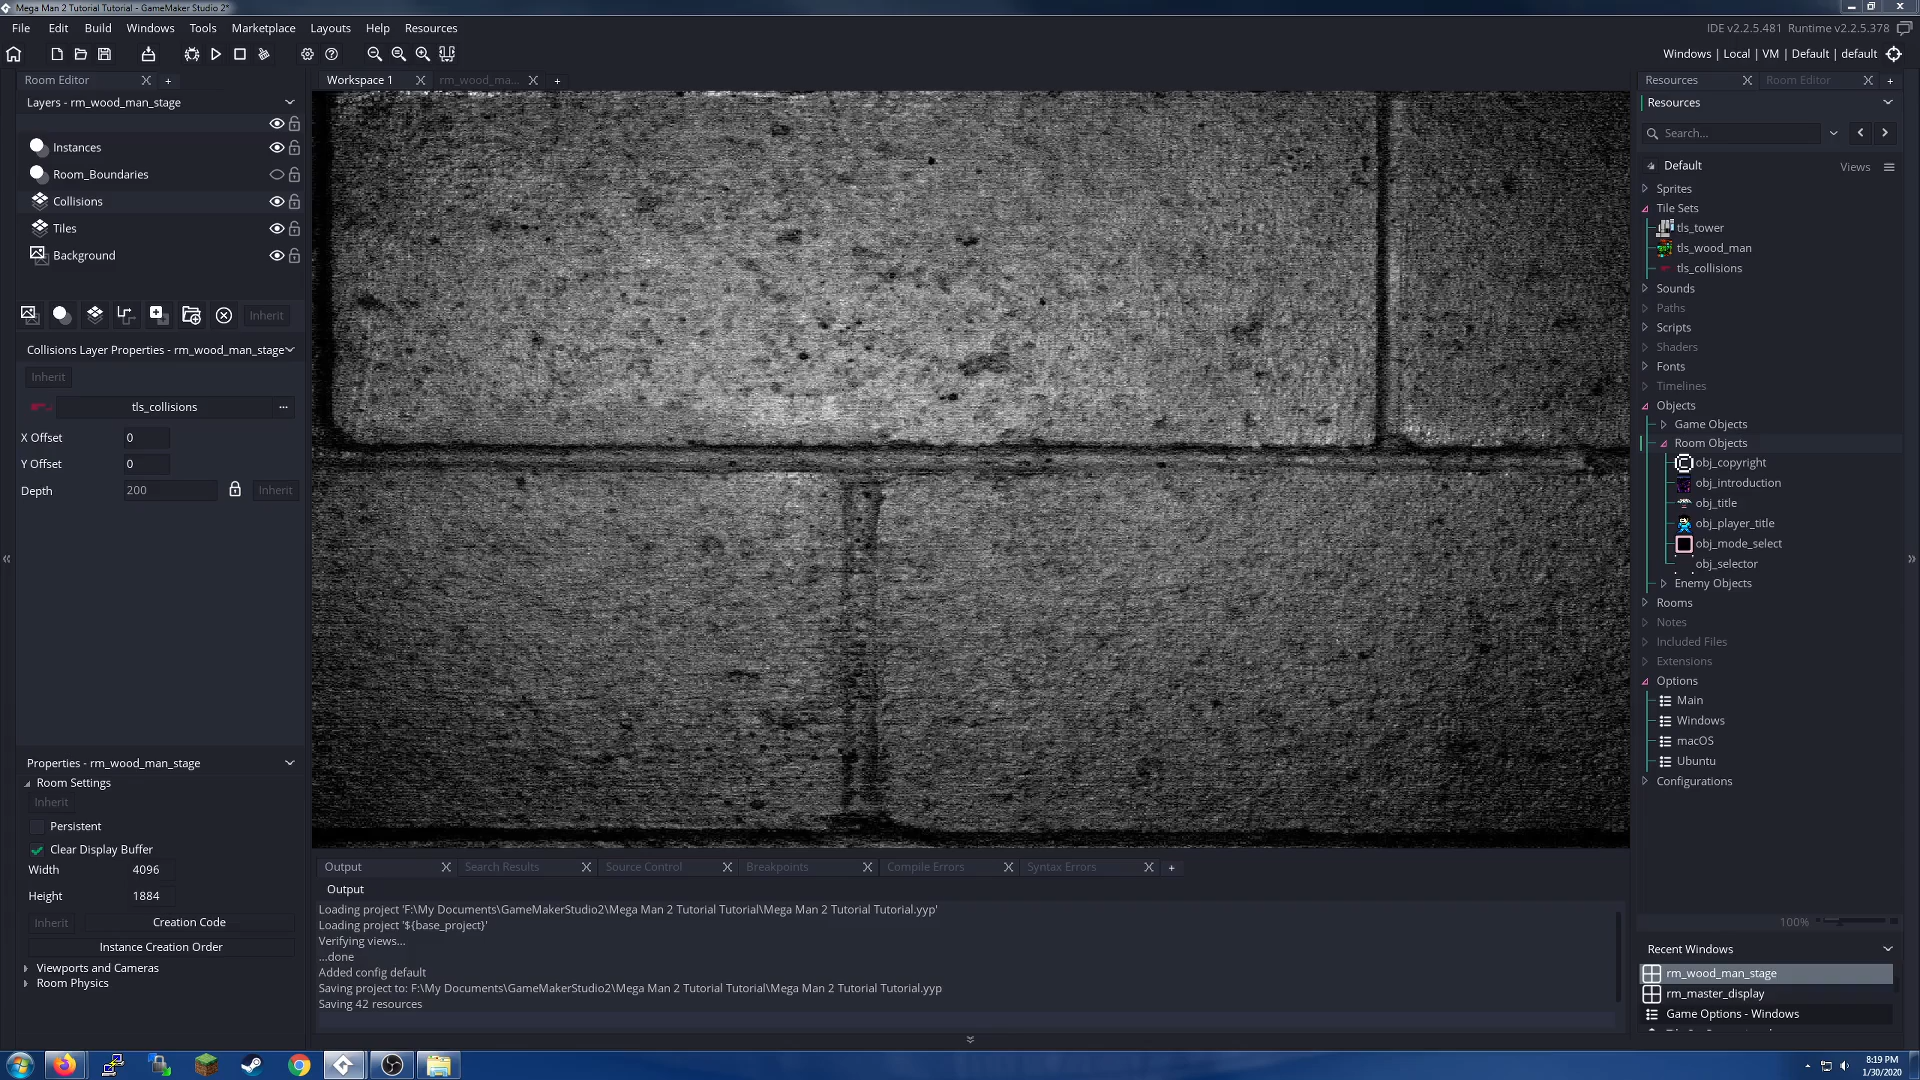 Mega Man 2 Tutorial Tutorial - GameMaker Studio 2*
File Edit Build Windows Tools Marketplace Help Layouts Resources
IDE v2.2.5.481 Runtime v2.2.5.378
Windows | Local | VM | Default | default
Room Editor
Workspace 1
rm_wood_ma...
Resources
Room Editor
Layers - rm_wood_man_stage
Instances
Room_Boundaries
Collisions
Tiles
Background
Inherit
Collisions Layer Properties - rm_wood_man_stage
Inherit
tls_collisions
X Offset 0
Y Offset 0
Depth 200 Inherit
Properties - rm_wood_man_stage
Room Settings
Inherit
Persistent
Clear Display Buffer
Width 4096
Height 1884
Inherit Creation Code
Instance Creation Order
Viewports and Cameras
Room Physics
Output Search Results Source Control Breakpoints Compile Errors Syntax Errors
Output
Loading project 'F:\My Documents\GameMakerStudio2\Mega Man 2 Tutorial Tutorial\Mega Man 2 Tutorial Tutorial.yyp'
Loading project '${base_project}'
Verifying views...
...done
Added config default
Saving project to: F:\My Documents\GameMakerStudio2\Mega Man 2 Tutorial Tutorial\Mega Man 2 Tutorial Tutorial.yyp
Saving 42 resources
Resources
Search...
Default Views
Sprites
Tile Sets
tls_tower
tls_wood_man
tls_collisions
Sounds
Paths
Scripts
Shaders
Fonts
Timelines
Objects
Game Objects
Room Objects
obj_copyright
obj_introduction
obj_title
obj_player_title
obj_mode_select
obj_selector
Enemy Objects
Rooms
Notes
Included Files
Extensions
Options
Main
Windows
macOS
Ubuntu
Configurations
100%
Recent Windows
rm_wood_man_stage
rm_master_display
Game Options - Windows
8:19 PM
1/30/2020